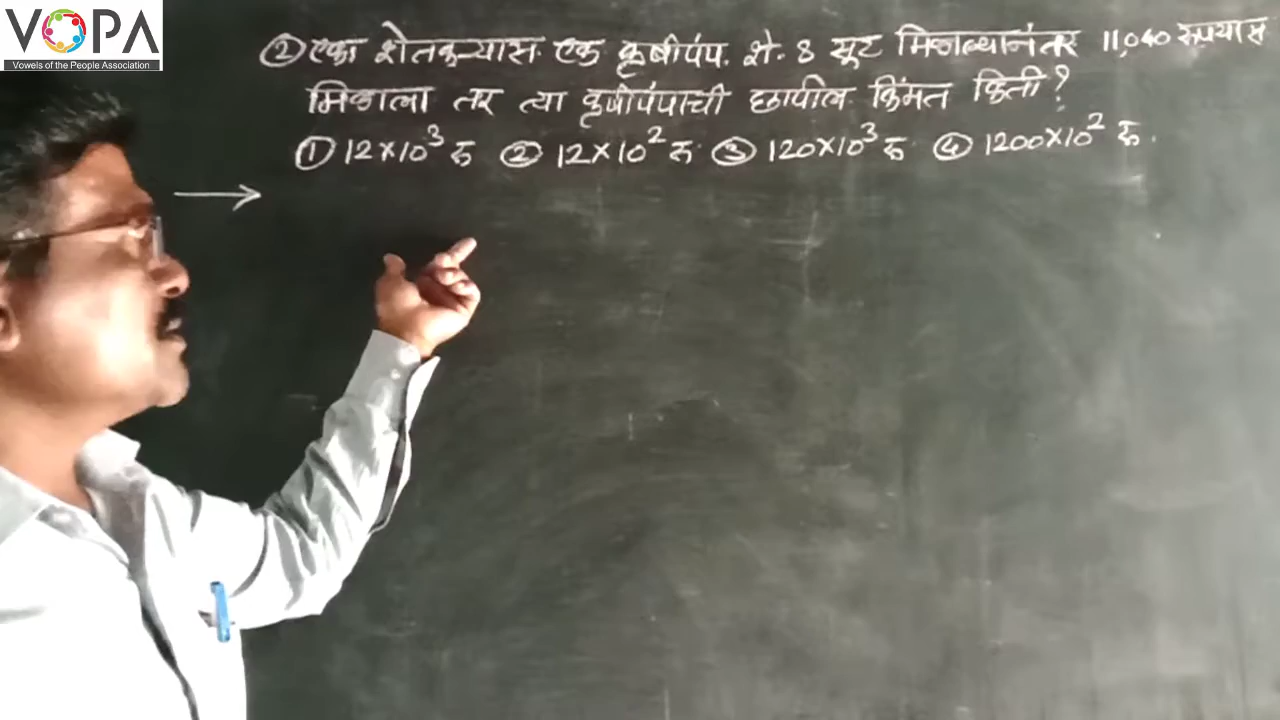 VOPA
Vowels of the People Association
② एका शेतकऱ्यास एक कृषीपंप शे. 8 सूट मिळाल्यानंतर 11,040 रुपयास
मिळाला तर त्या कृषीपंपाची छापील किंमत किती?
① 12×10³ रु ② 12×10² रु ③ 120×10³ रु ④ 1200×10² रु.